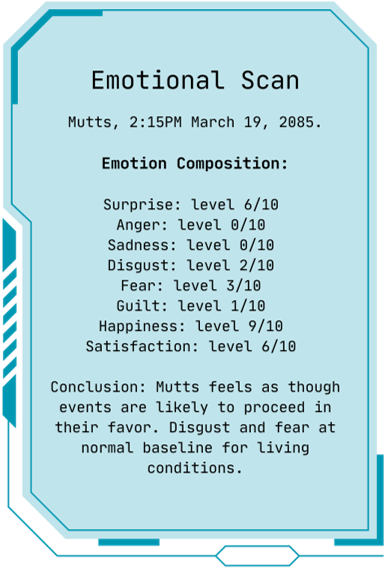 Emotional Scan
Mutts, 2:15PM March 19, 2085.
Emotion Composition:
Surprise: level 6/10
Anger: level 0/10
Sadness: level 0/10
Disgust: level 2/10
Fear: level 3/10
Guilt: level 1/10
Happiness: level 9/10
Satisfaction: level 6/10
Conclusion: Mutts feels as though
events are likely to proceed in
their favor. Disgust and fear at
normal baseline for living
conditions.